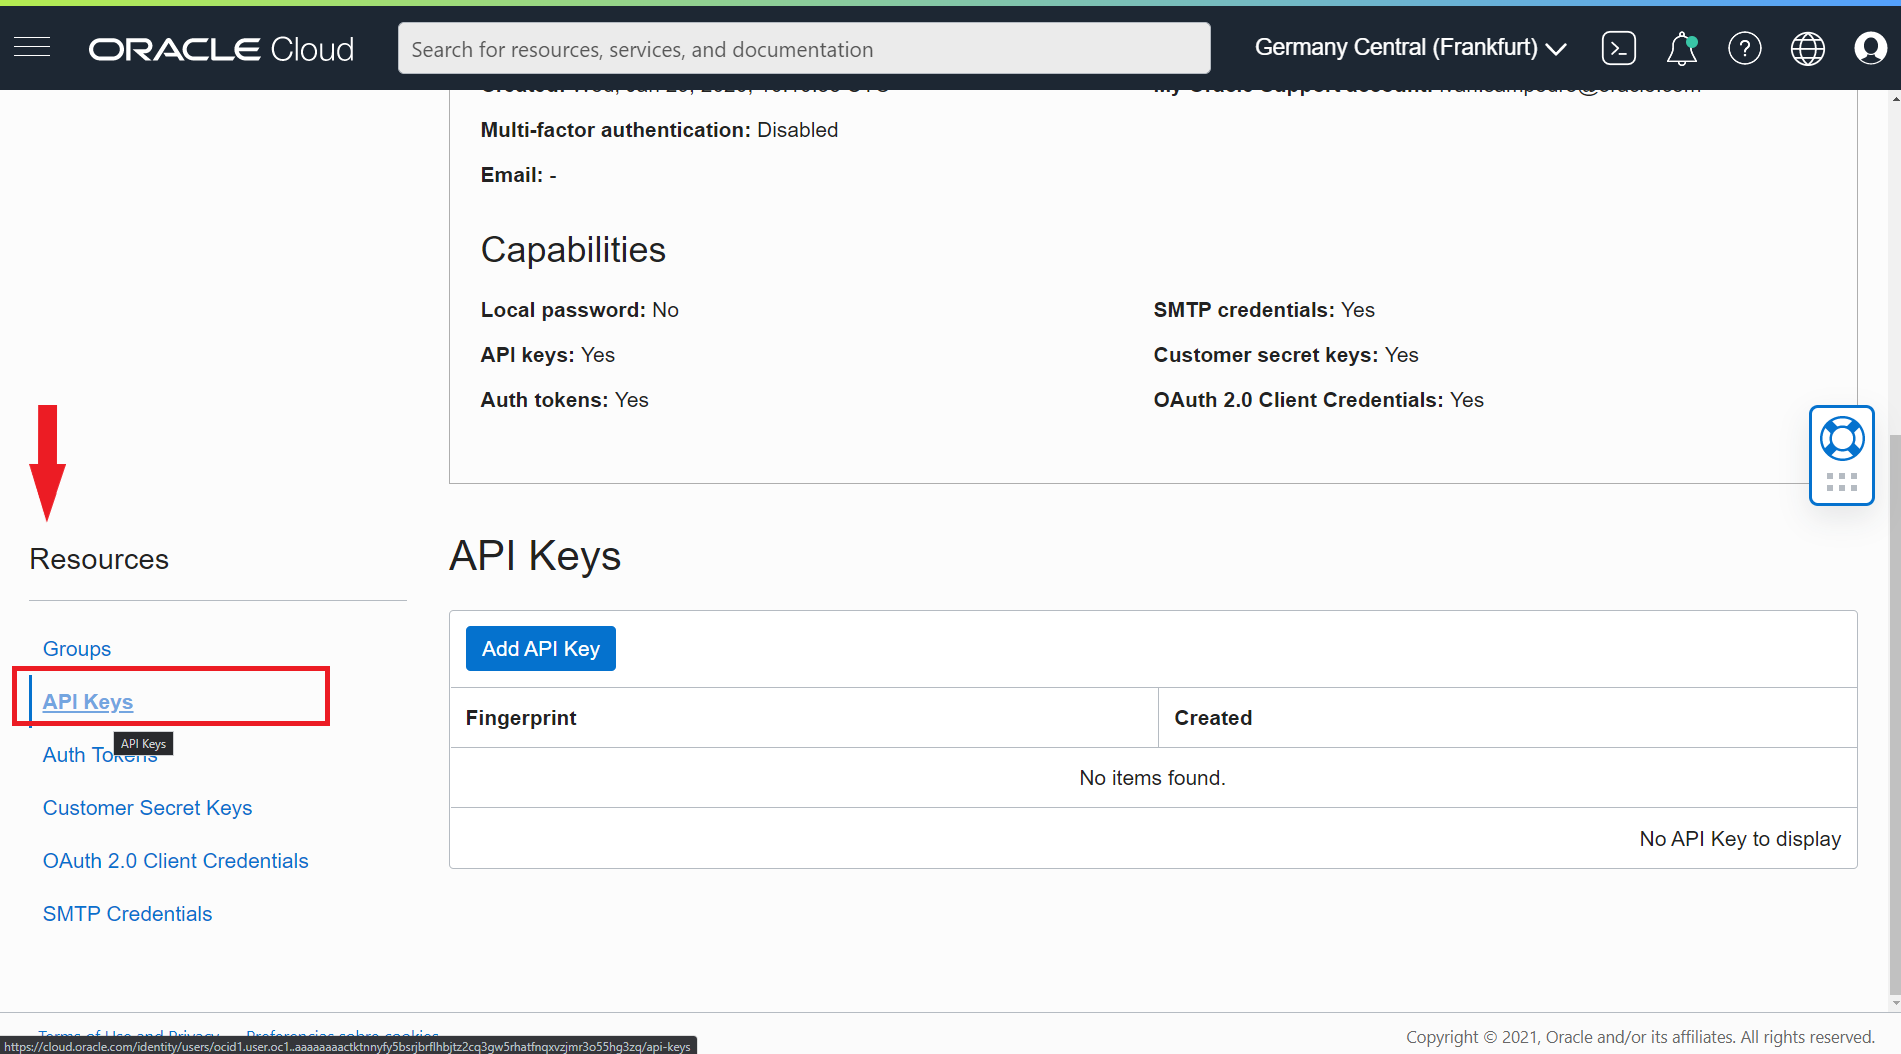 ORACLE Cloud
Search for resources, services, and documentation
Germany Central (Frankfurt)
Multi-factor authentication: Disabled
Email: -
Capabilities
Local password: No
SMTP credentials: Yes
API keys: Yes
Customer secret keys: Yes
Auth tokens: Yes
OAuth 2.0 Client Credentials: Yes
Resources
Groups
API Keys
API Keys
Auth Tokens
Customer Secret Keys
OAuth 2.0 Client Credentials
SMTP Credentials
API Keys
Add API Key
Fingerprint
Created
No items found.
No API Key to display
Terms of Use and Privacy
Preferencias sobre cookies
Copyright © 2021, Oracle and/or its affiliates. All rights reserved.
https://cloud.oracle.com/identity/users/ocid1.user.oc1..aaaaaaaactktnnyfy5bsrjbrflhbjtz2cq3gw5rhatfnqxvzjmr3o55hg3zq/api-keys